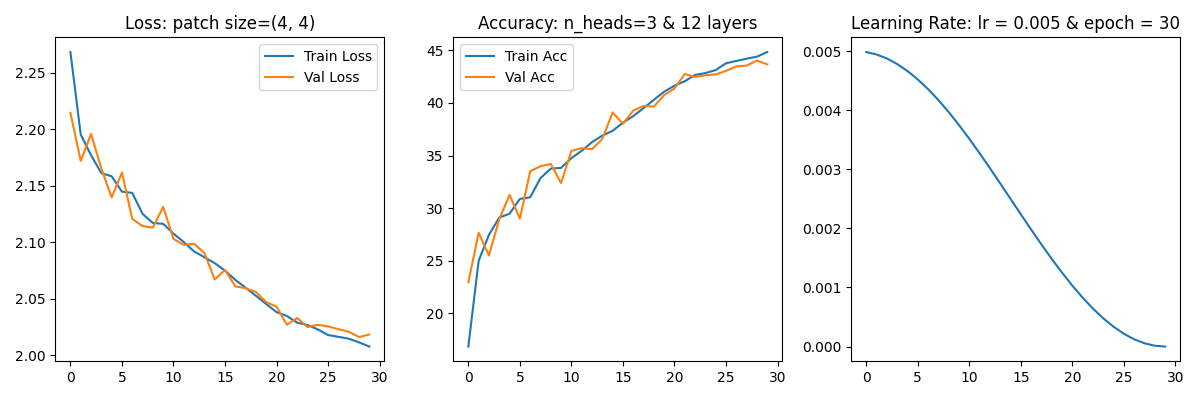 Loss: patch size=(4, 4)
Train Loss
Val Loss
2.25
2.20
2.15
2.10
2.05
2.00
0 5 10 15 20 25 30
Accuracy: n_heads=3 & 12 layers
Train Acc
Val Acc
45
40
35
30
25
20
0 5 10 15 20 25 30
Learning Rate: lr = 0.005 & epoch = 30
0.005
0.004
0.003
0.002
0.001
0.000
0 5 10 15 20 25 30